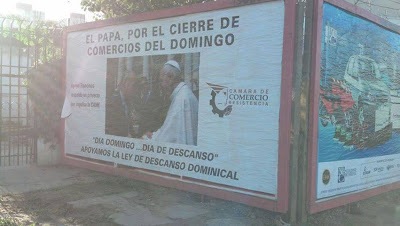 EL PAPA, POR EL CIERRE DE
COMERCIOS DEL DOMINGO
CAMARA DE
COMERCIO
RESISTENCIA
"DIA DOMINGO ...DIA DE DESCANSO"
APOYAMOS LA LEY DE DESCANSO DOMINICAL